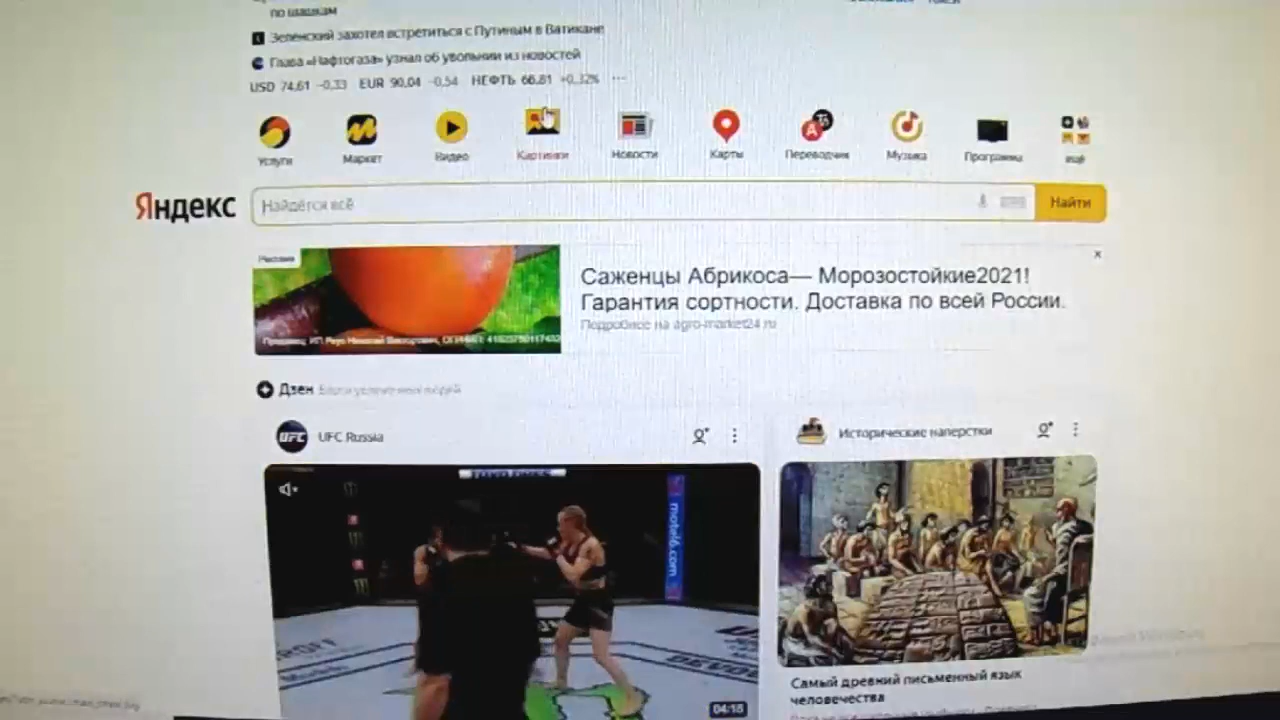 по шашкам
Зеленский захотел встретиться с Путиным в Ватикане
Глава «Нафтогаза» узнал об увольнии из новостей
USD 74,61 −0,33 EUR 90,04 −0,54 НЕФТЬ 66,81 +0,32% ···
Услуги Маркет Видео Картинки Новости Карты Переводчик Музыка Программа ещё
Яндекс Найдётся всё Найти
Реклама
Саженцы Абрикоса— Морозостойкие2021!
Гарантия сортности. Доставка по всей России.
Подробнее на agro-market24.ru
Дзен
UFC UFC Russia
Исторические наперстки
motel6.com
04:18
Самый древний письменный язык
человечества